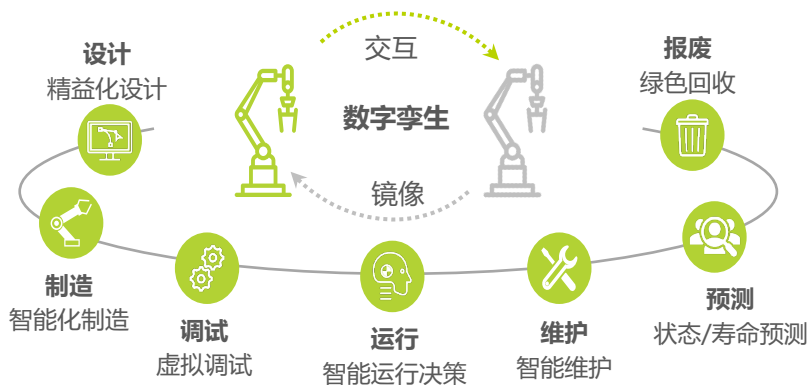 设计
精益化设计
交互
数字孪生
镜像
报废
绿色回收
制造
智能化制造
调试
虚拟调试
运行
智能运行决策
维护
智能维护
预测
状态/寿命预测